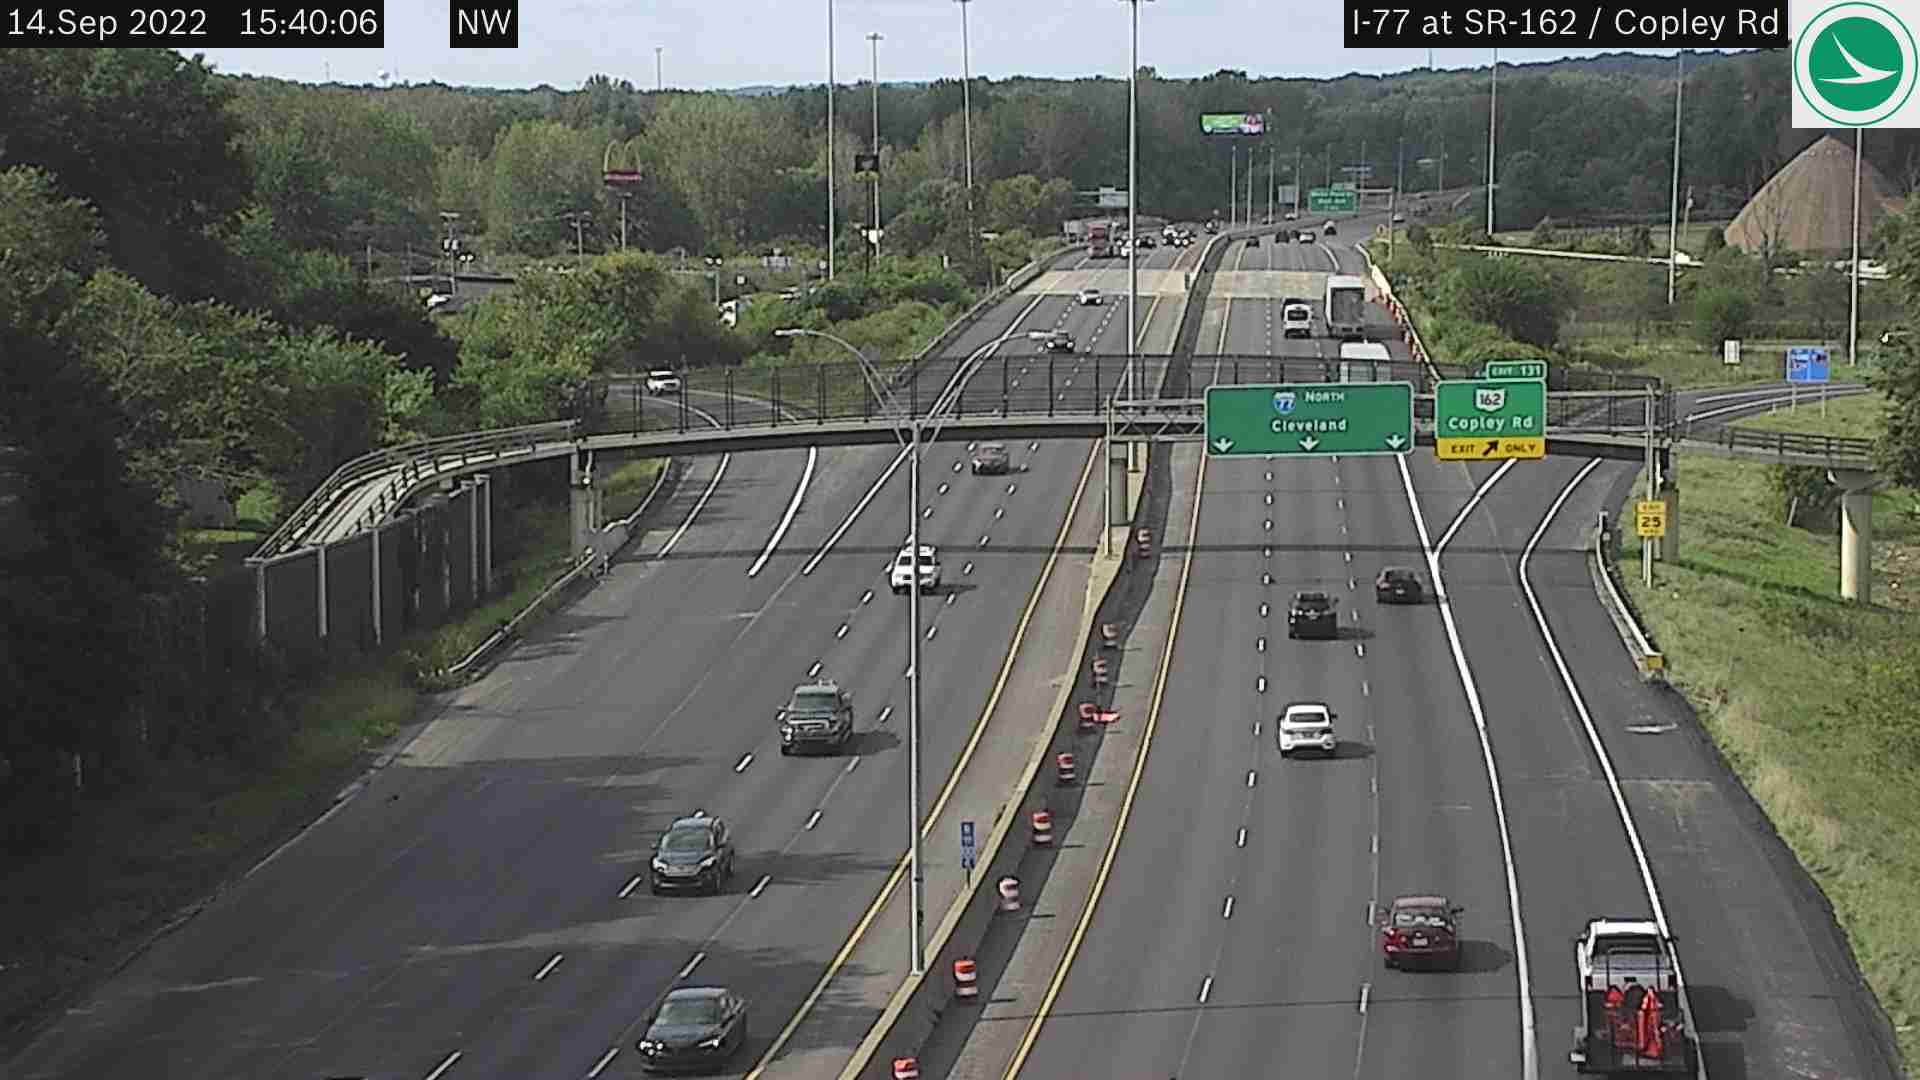 14.Sep 2022 15:40:06
NW
I-77 at SR-162 / Copley Rd
77 NORTH
Cleveland
EXIT 131
162
Copley Rd
EXIT ONLY
EXIT
25